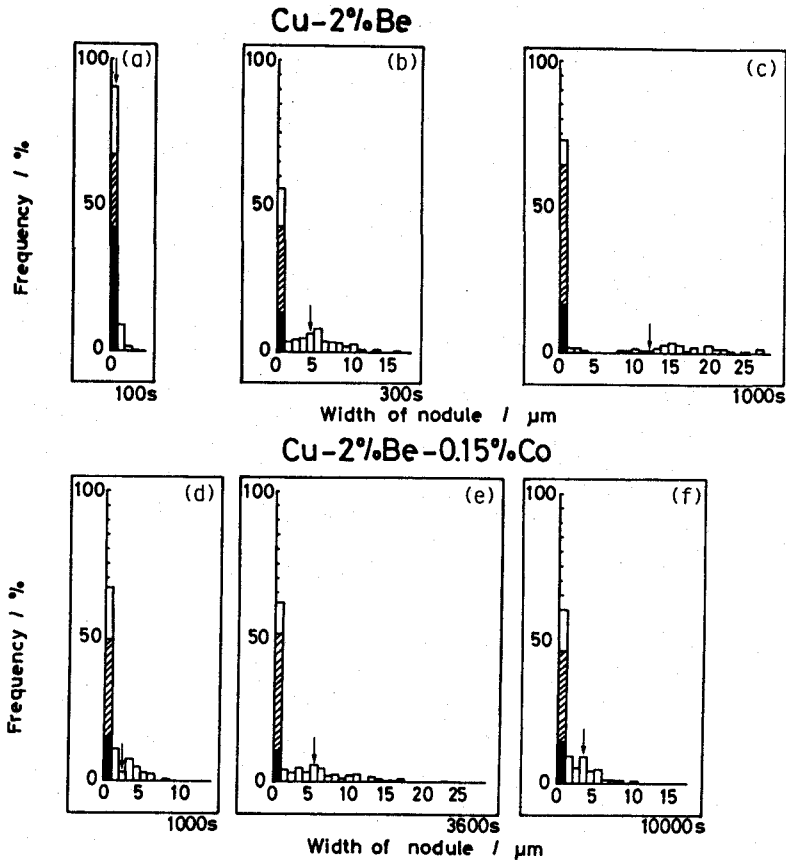 Cu-2%Be
Frequency / %
100
50
0
(a)
0
100s
100
50
0
(b)
0 5 10 15
300s
100
50
0
(c)
0 5 10 15 20 25
1000s
Width of nodule / μm
Cu-2%Be-0.15%Co
Frequency / %
100
50
0
(d)
0 5 10
1000s
100
50
0
(e)
0 5 10 15 20 25
3600s
100
50
0
(f)
0 5 10 15
10000s
Width of nodule / μm